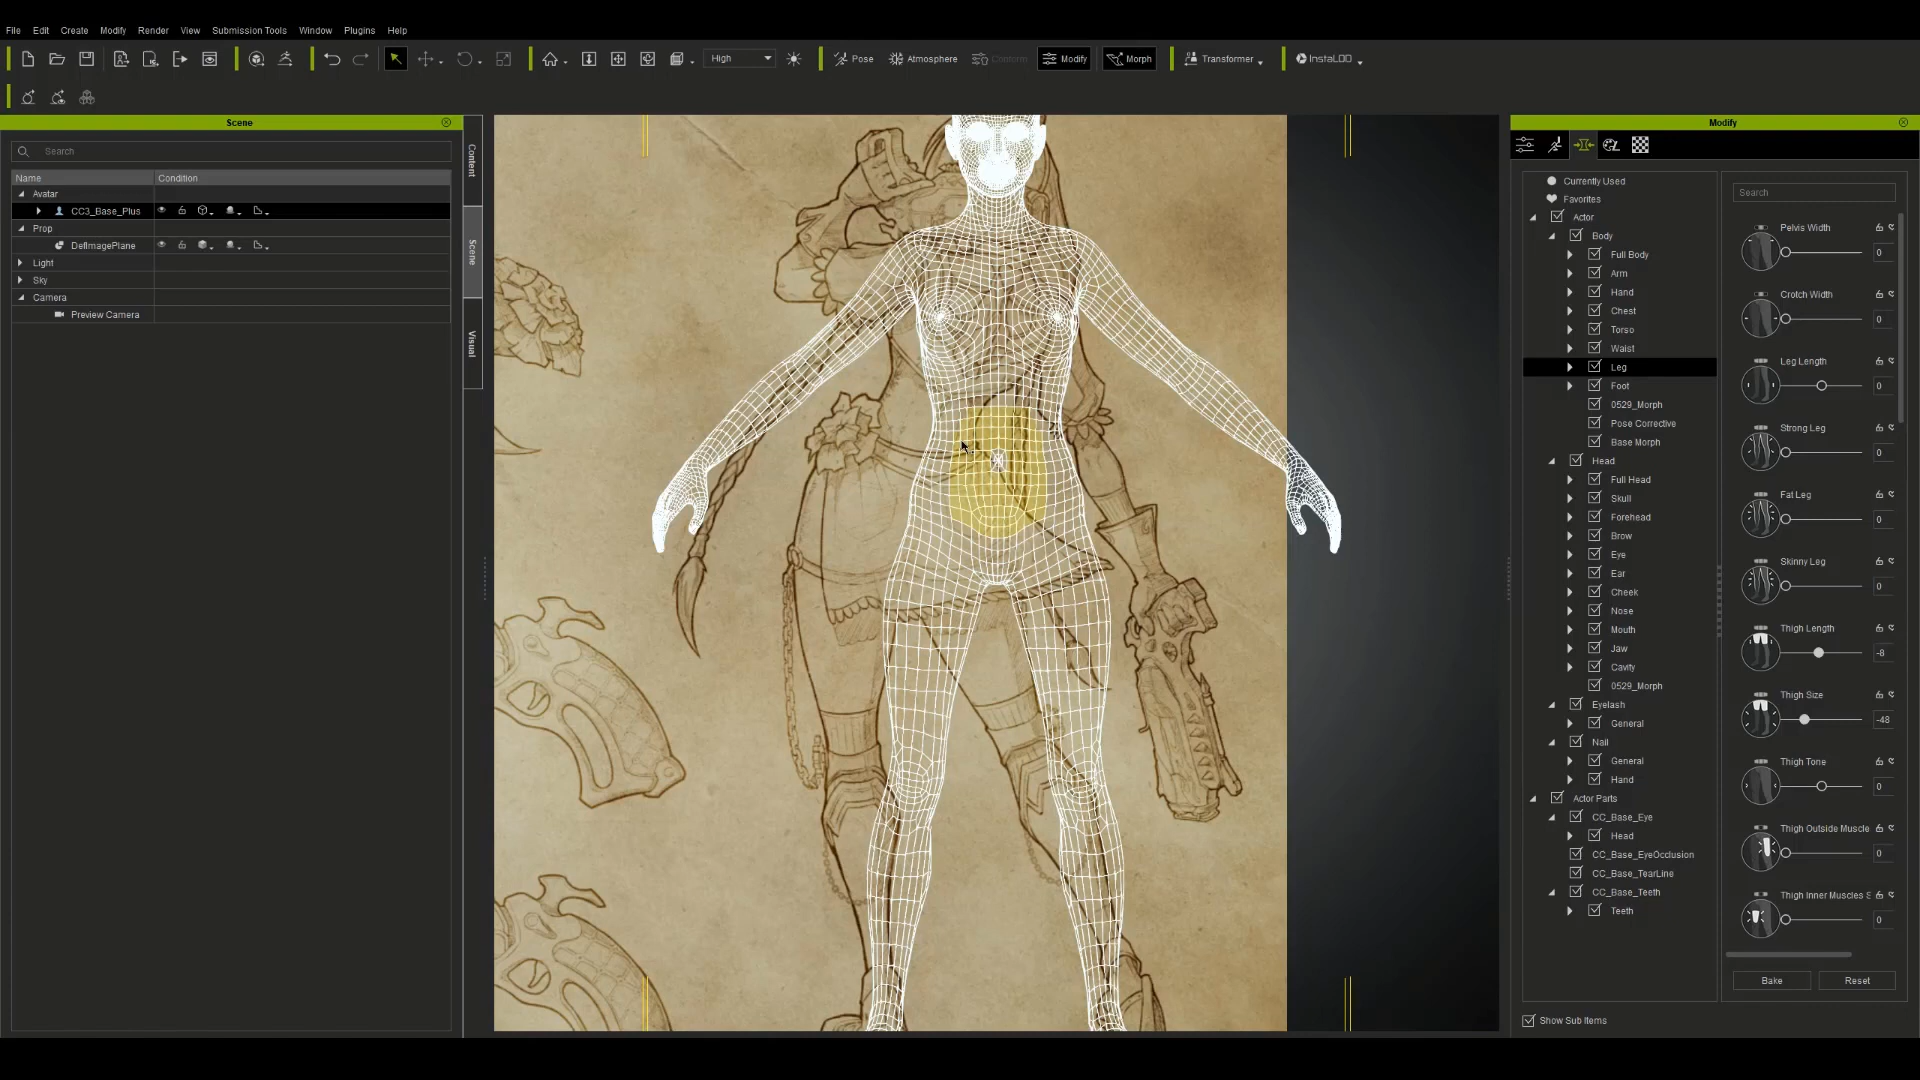 File Edit Create Modify Render View Submission Tools Window Plugins Help
High Pose Atmosphere Conform Modify Morph Transformer InstaLOD
Scene
Search
Name Condition
Avatar
CC3_Base_Plus
Prop
DefImagePlane
Light
Sky
Camera
Preview Camera
Content
Scene
Visual
Modify
Currently Used
Favorites
Actor
Body
Full Body
Arm
Hand
Chest
Torso
Waist
Leg
Foot
0529_Morph
Pose Corrective
Base Morph
Head
Full Head
Skull
Forehead
Brow
Eye
Ear
Cheek
Nose
Mouth
Jaw
Cavity
0529_Morph
Eyelash
General
Nail
General
Hand
Actor Parts
CC_Base_Eye
Head
CC_Base_EyeOcclusion
CC_Base_TearLine
CC_Base_Teeth
Teeth
Show Sub Items
Search
Pelvis Width
0
Crotch Width
0
Leg Length
0
Strong Leg
0
Fat Leg
0
Skinny Leg
0
Thigh Length
-8
Thigh Size
-48
Thigh Tone
0
Thigh Outside Muscle
0
Thigh Inner Muscles S
0
Bake Reset